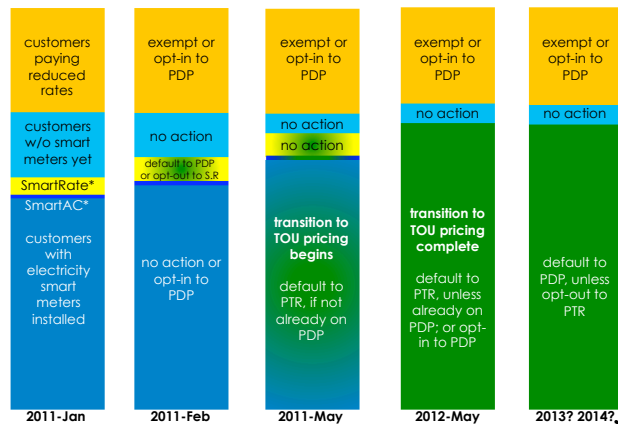 customers
paying
reduced
rates
customers
w/o smart
meters yet
SmartRate*
SmartAC*
customers
with
electricity
smart
meters
installed
2011-Jan
exempt or
opt-in to
PDP
no action
default to PDP
or opt-out to S.R
no action or
opt-in to
PDP
2011-Feb
exempt or
opt-in to
PDP
no action
no action
transition to
TOU pricing
begins
default to
PTR, if not
already on
PDP
2011-May
exempt or
opt-in to
PDP
no action
transition to
TOU pricing
complete
default to
PTR, unless
already on
PDP; or opt-
in to PDP
2012-May
exempt or
opt-in to
PDP
no action
default to
PDP, unless
opt-out to
PTR
2013? 2014?